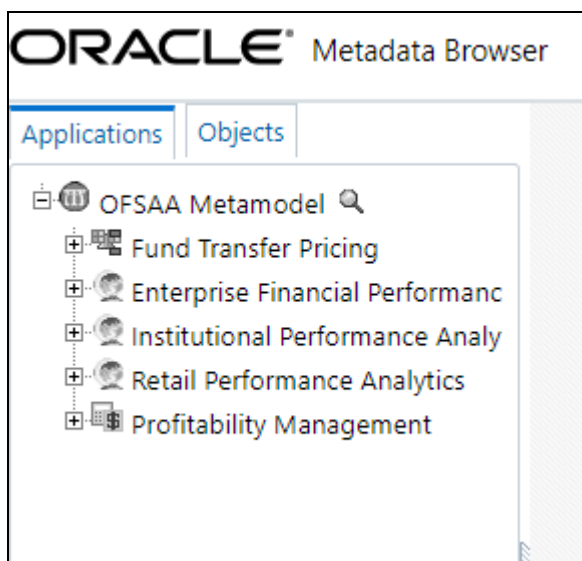 ORACLE® Metadata Browser
Applications Objects
OFSAA Metamodel
Fund Transfer Pricing
Enterprise Financial Performanc
Institutional Performance Analy
Retail Performance Analytics
Profitability Management